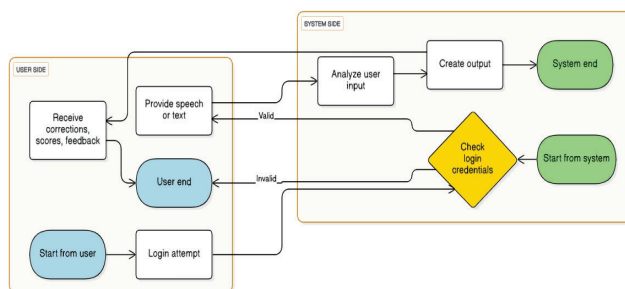 SYSTEM SIDE
USER SIDE
Create output
System end
Analyze user
input
Provide speech
or text
Receive
corrections,
scores, feedback
Valid
Check
login
credentials
Start from system
User end
Invalid
Start from user
Login attempt